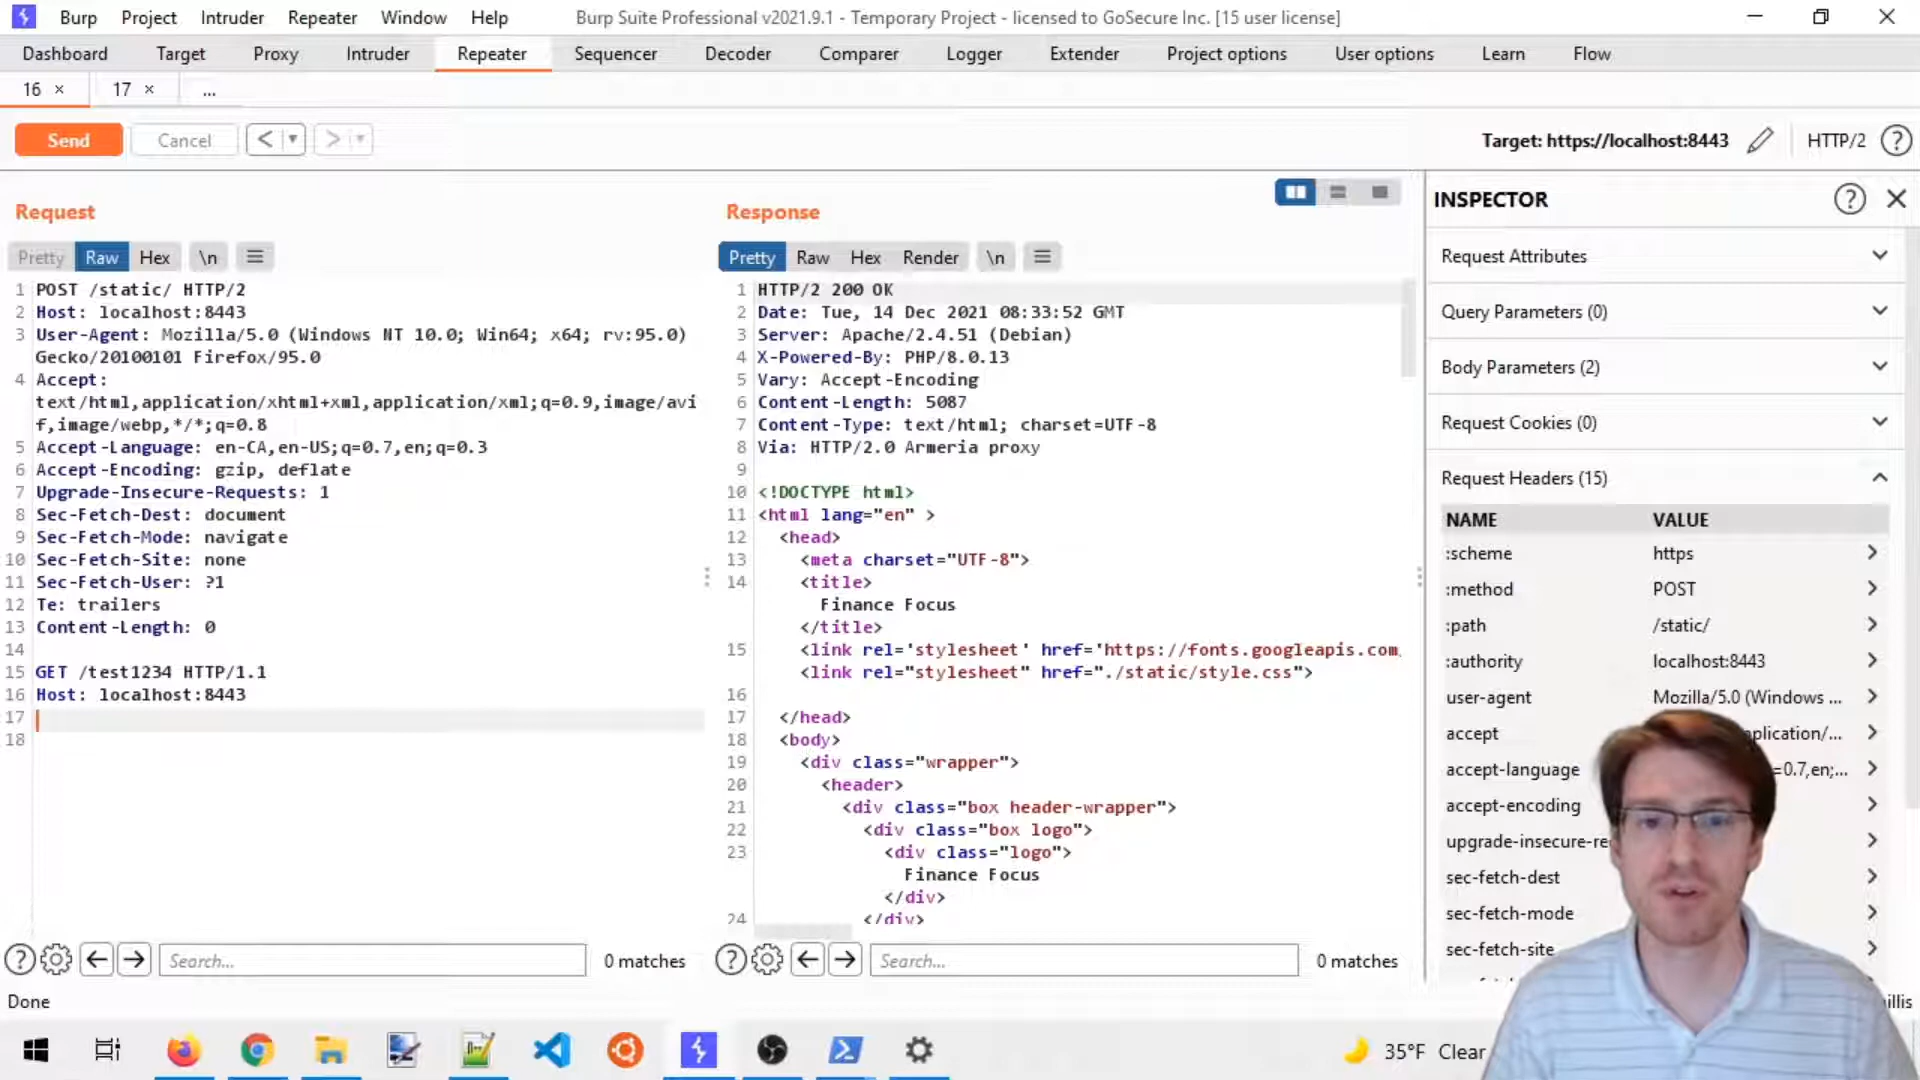 Burp Project Intruder Repeater Window Help Burp Suite Professional v2021.9.1 - Temporary Project - licensed to GoSecure Inc. [15 user license]
Dashboard Target Proxy Intruder Repeater Sequencer Decoder Comparer Logger Extender Project options User options Learn Flow
16 × 17 × ...
Send Cancel < > Target: https://localhost:8443 HTTP/2 ?
Request
Pretty Raw Hex \n
1 POST /static/ HTTP/2
2 Host: localhost:8443
3 User-Agent: Mozilla/5.0 (Windows NT 10.0; Win64; x64; rv:95.0)
Gecko/20100101 Firefox/95.0
4 Accept:
text/html,application/xhtml+xml,application/xml;q=0.9,image/avi
f,image/webp,*/*;q=0.8
5 Accept-Language: en-CA,en-US;q=0.7,en;q=0.3
6 Accept-Encoding: gzip, deflate
7 Upgrade-Insecure-Requests: 1
8 Sec-Fetch-Dest: document
9 Sec-Fetch-Mode: navigate
10 Sec-Fetch-Site: none
11 Sec-Fetch-User: ?1
12 Te: trailers
13 Content-Length: 0
14
15 GET /test1234 HTTP/1.1
16 Host: localhost:8443
17
18
? Search... 0 matches
Response
Pretty Raw Hex Render \n
1 HTTP/2 200 OK
2 Date: Tue, 14 Dec 2021 08:33:52 GMT
3 Server: Apache/2.4.51 (Debian)
4 X-Powered-By: PHP/8.0.13
5 Vary: Accept-Encoding
6 Content-Length: 5087
7 Content-Type: text/html; charset=UTF-8
8 Via: HTTP/2.0 Armeria proxy
9
10 <!DOCTYPE html>
11 <html lang="en" >
12 <head>
13 <meta charset="UTF-8">
14 <title>
Finance Focus
</title>
15 <link rel='stylesheet' href='https://fonts.googleapis.com
<link rel="stylesheet" href="./static/style.css">
16
17 </head>
18 <body>
19 <div class="wrapper">
20 <header>
21 <div class="box header-wrapper">
22 <div class="box logo">
23 <div class="logo">
Finance Focus
</div>
24 </div>
? Search... 0 matches
INSPECTOR ?
Request Attributes
Query Parameters (0)
Body Parameters (2)
Request Cookies (0)
Request Headers (15)
NAME VALUE
:scheme https
:method POST
:path /static/
:authority localhost:8443
user-agent Mozilla/5.0 (Windows ...
accept pplication/...
accept-language =0.7,en;...
accept-encoding
upgrade-insecure-re
sec-fetch-dest
sec-fetch-mode
sec-fetch-site
Done illis
35°F Clear